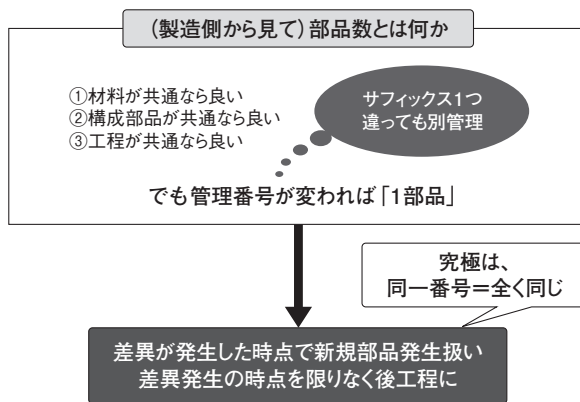 (製造側から見て)部品数とは何か
①材料が共通なら良い
②構成部品が共通なら良い
③工程が共通なら良い
サフィックス1つ
違っても別管理
でも管理番号が変われば「1部品」
究極は、
同一番号=全く同じ
差異が発生した時点で新規部品発生扱い
差異発生の時点を限りなく後工程に